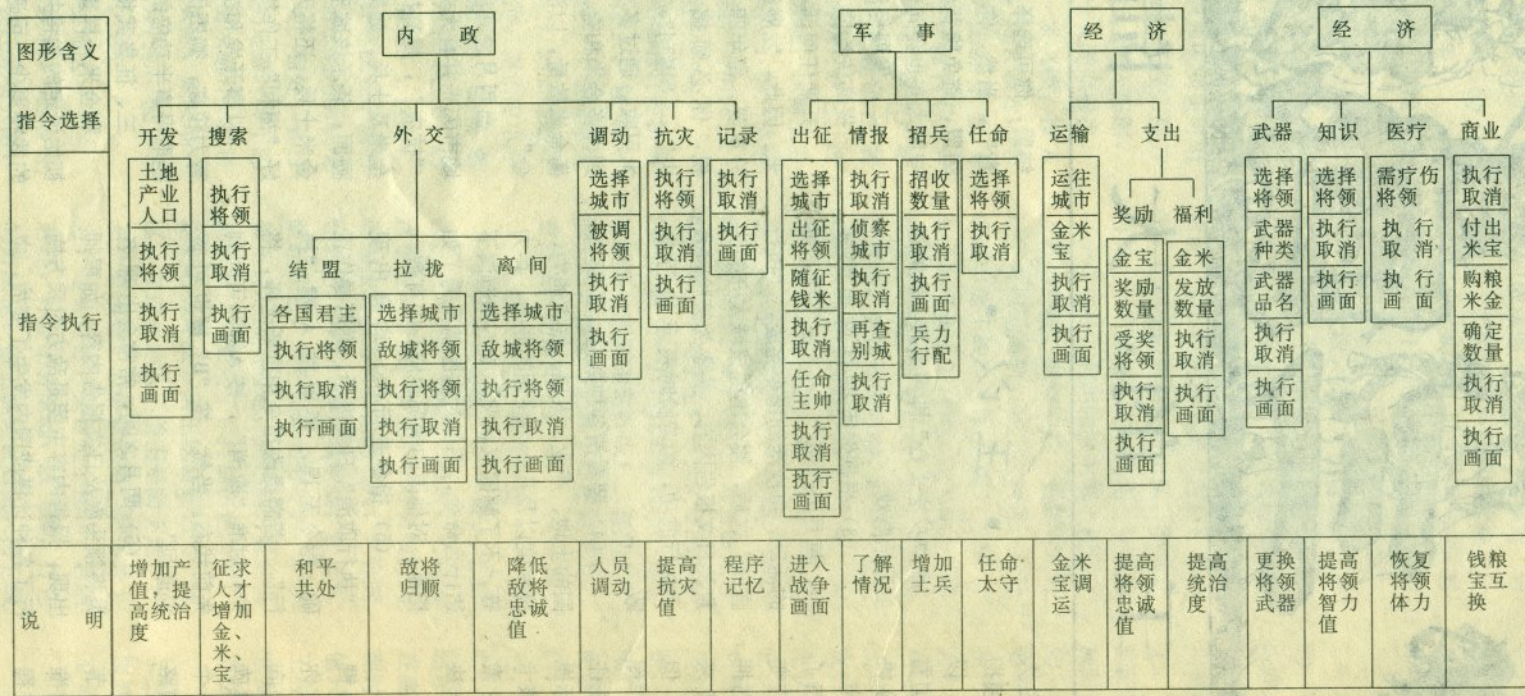 图形含义
内 政
军 事
经 济
经 济
指令选择
开发
搜索
外 交
调动
抗灾
记录
出征
情报
招兵
任命
运输
支出
武器
知识
医疗
商业
指令执行
土地
产业
人口
执行
将领
执行
取消
执行
画面
执行
将领
执行
取消
执行
画面
结 盟
各国君主
执行将领
执行取消
执行画面
拉 拢
选择城市
敌城将领
执行将领
执行取消
执行画面
离 间
选择城市
敌城将领
执行将领
执行取消
执行画面
选择
城市
被调
将领
执行
取消
执行
画面
执行
将领
执行
取消
执行
画面
执行
取消
执行
画面
选择
城市
出征
将领
随征
钱米
执行
取消
任命
主帅
执行
取消
执行
画面
执行
取消
侦察
城市
执行
取消
再查
别城
执行
取消
招收
数量
执行
取消
执行
画面
兵力
行配
选择
将领
执行
取消
运往
城市
金米
宝
执行
取消
执行
画面
奖励
金宝
奖励
数量
受奖
将领
执行
取消
执行
画面
福利
金米
发放
数量
执行
取消
执行
画面
选择
将领
武器
种类
武器
品名
执行
取消
执行
画面
选择
将领
执行
取消
执行
画面
需疗伤
将领
执 行
取 消
执 行
画 面
执行
取消
付出
米宝
购粮
米金
确定
数量
执行
取消
执行
画面
说 明
增加产
值，提
高统治
度
征求
人才
增加
金、
米、
宝
和平
共处
敌将
归顺
降低
敌将
忠诚
值
人员
调动
提高
抗灾
值
程序
记忆
进入
战争
画面
了解
情况
增加
士兵
任命
太守
金米
宝调
运
提高
将领
忠诚
值
提高
统治
度
更换
将领
武器
提高
将领
智力
值
恢复
将领
体力
钱粮
宝互
换